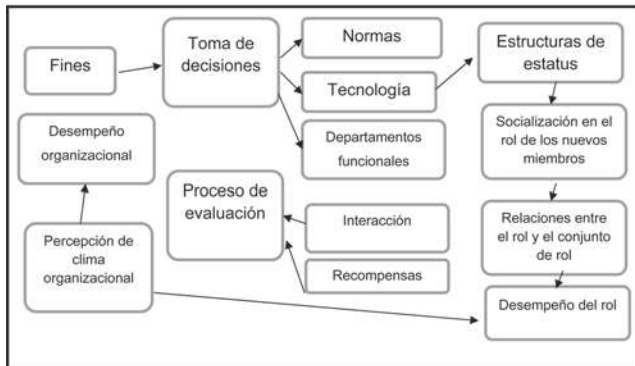 Fines
Toma de
decisiones
Normas
Tecnología
Departamentos
funcionales
Estructuras de
estatus
Socialización en el
rol de los nuevos
miembros
Relaciones entre
el rol y el conjunto
de rol
Desempeño del rol
Desempeño
organizacional
Percepción de
clima
organizacional
Proceso de
evaluación
Interacción
Recompensas